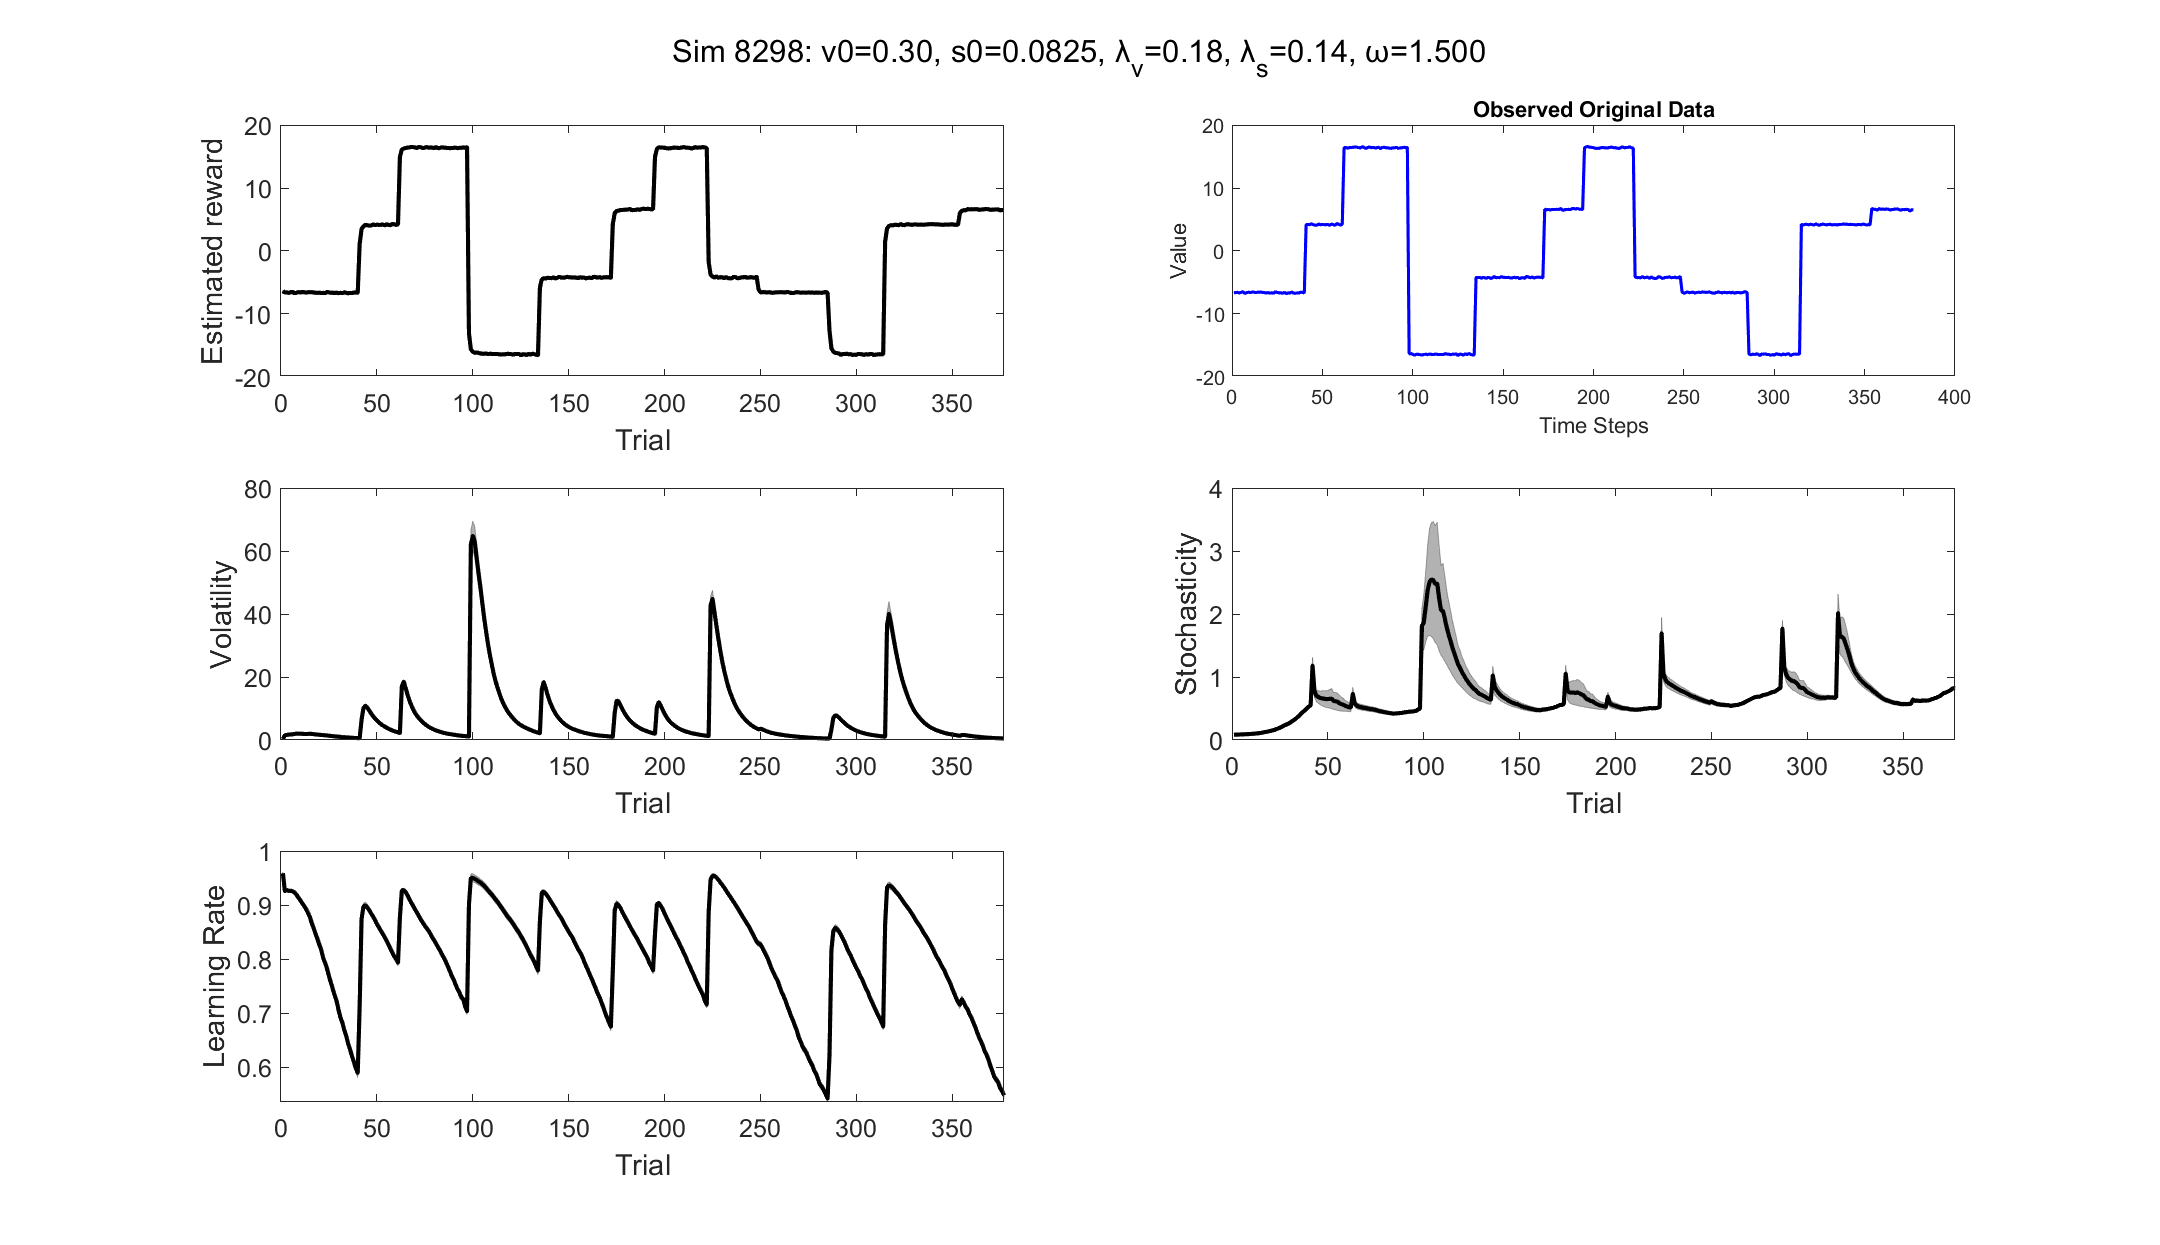 Sim 8298: v0=0.30, s0=0.0825, λ_v=0.18, λ_s=0.14, ω=1.500
20
10
0
-10
-20
Estimated reward
0 50 100 150 200 250 300 350
Trial
Observed Original Data
20
10
0
-10
-20
Value
0 50 100 150 200 250 300 350 400
Time Steps
80
60
40
20
0
Volatility
0 50 100 150 200 250 300 350
Trial
4
3
2
1
0
Stochasticity
0 50 100 150 200 250 300 350
Trial
1
0.9
0.8
0.7
0.6
Learning Rate
0 50 100 150 200 250 300 350
Trial